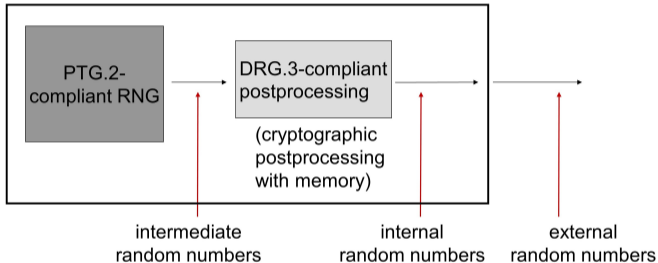 PTG.2-
compliant RNG
DRG.3-compliant
postprocessing
(cryptographic
postprocessing
with memory)
intermediate
random numbers
internal
random numbers
external
random numbers